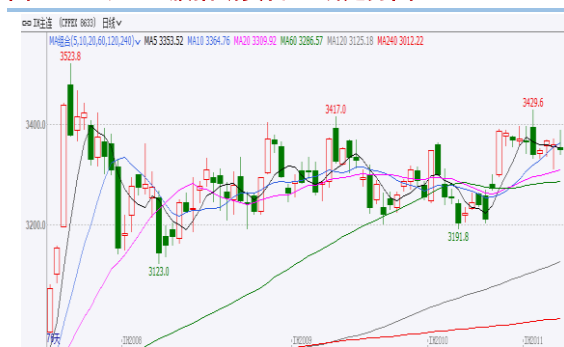 IH主连 (CFFEX 8633) 日线
MA组合(5,10,20,60,120,240) MA5 3353.52 MA10 3364.76 MA20 3309.92 MA60 3286.57 MA120 3125.18 MA240 3012.22
3523.8
3429.6
3417.0
3400.0
3200.0
3191.8
3123.0
IH2008
IH2009
IH2010
IH2011